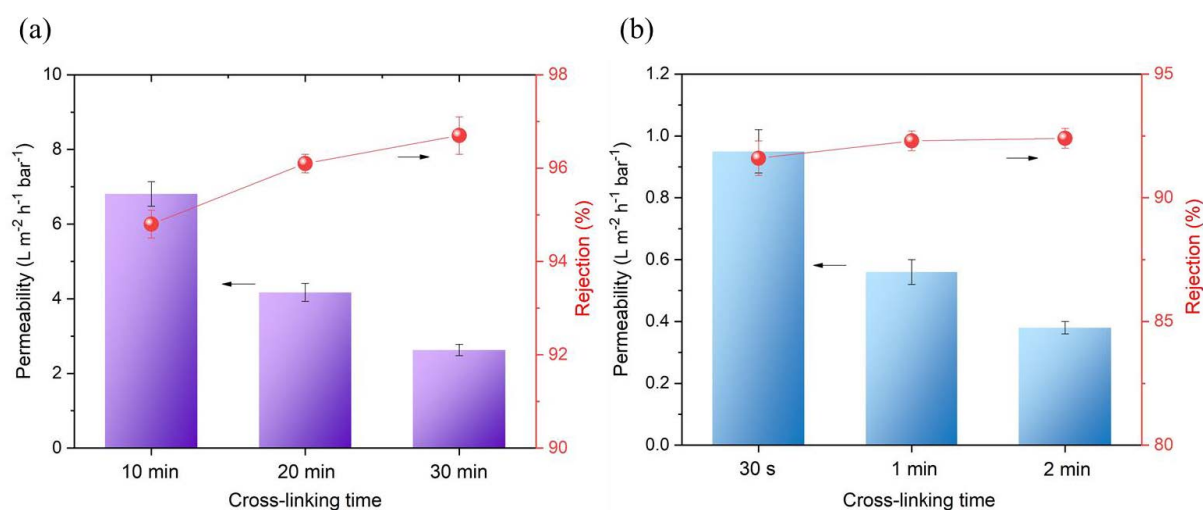 (a)
10
8
6
4
2
0
Permeability (L m⁻² h⁻¹ bar⁻¹)
98
96
94
92
90
Rejection (%)
10 min
20 min
30 min
Cross-linking time
(b)
1.2
1.0
0.8
0.6
0.4
0.2
0.0
Permeability (L m⁻² h⁻¹ bar⁻¹)
95
90
85
80
Rejection (%)
30 s
1 min
2 min
Cross-linking time